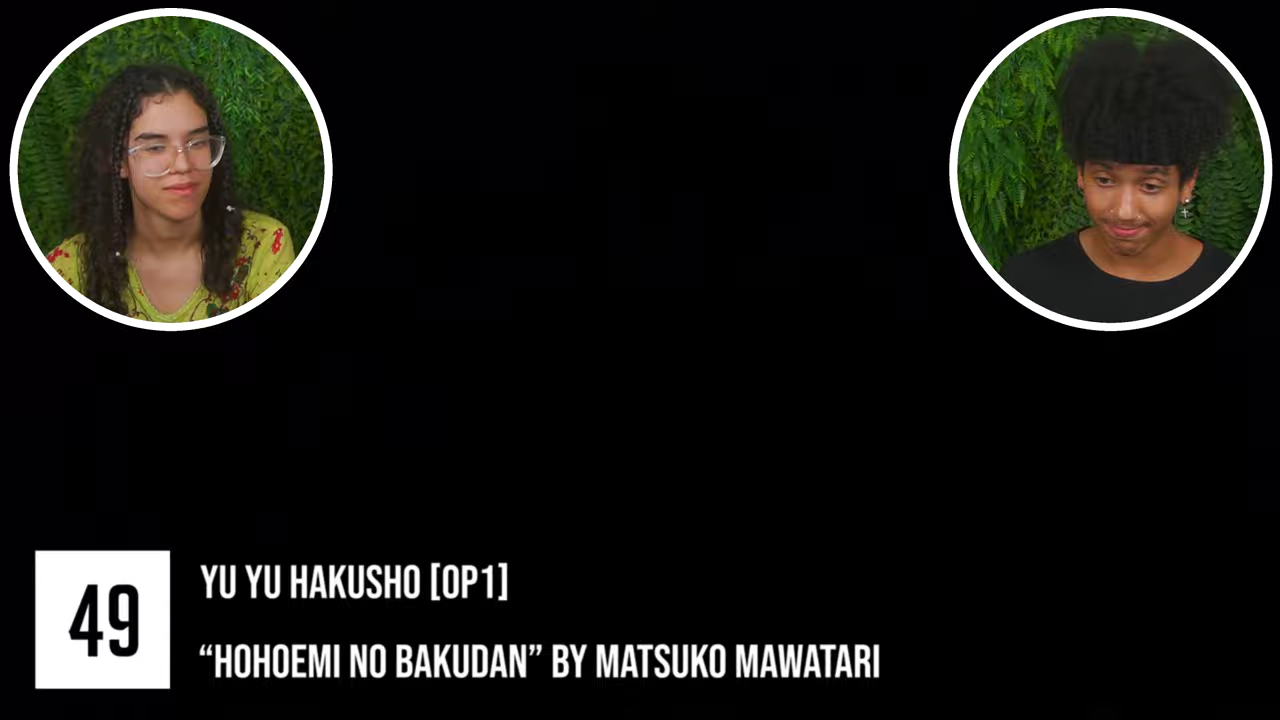 49
YU YU HAKUSHO [OP1]
“HOHOEMI NO BAKUDAN” BY MATSUKO MAWATARI